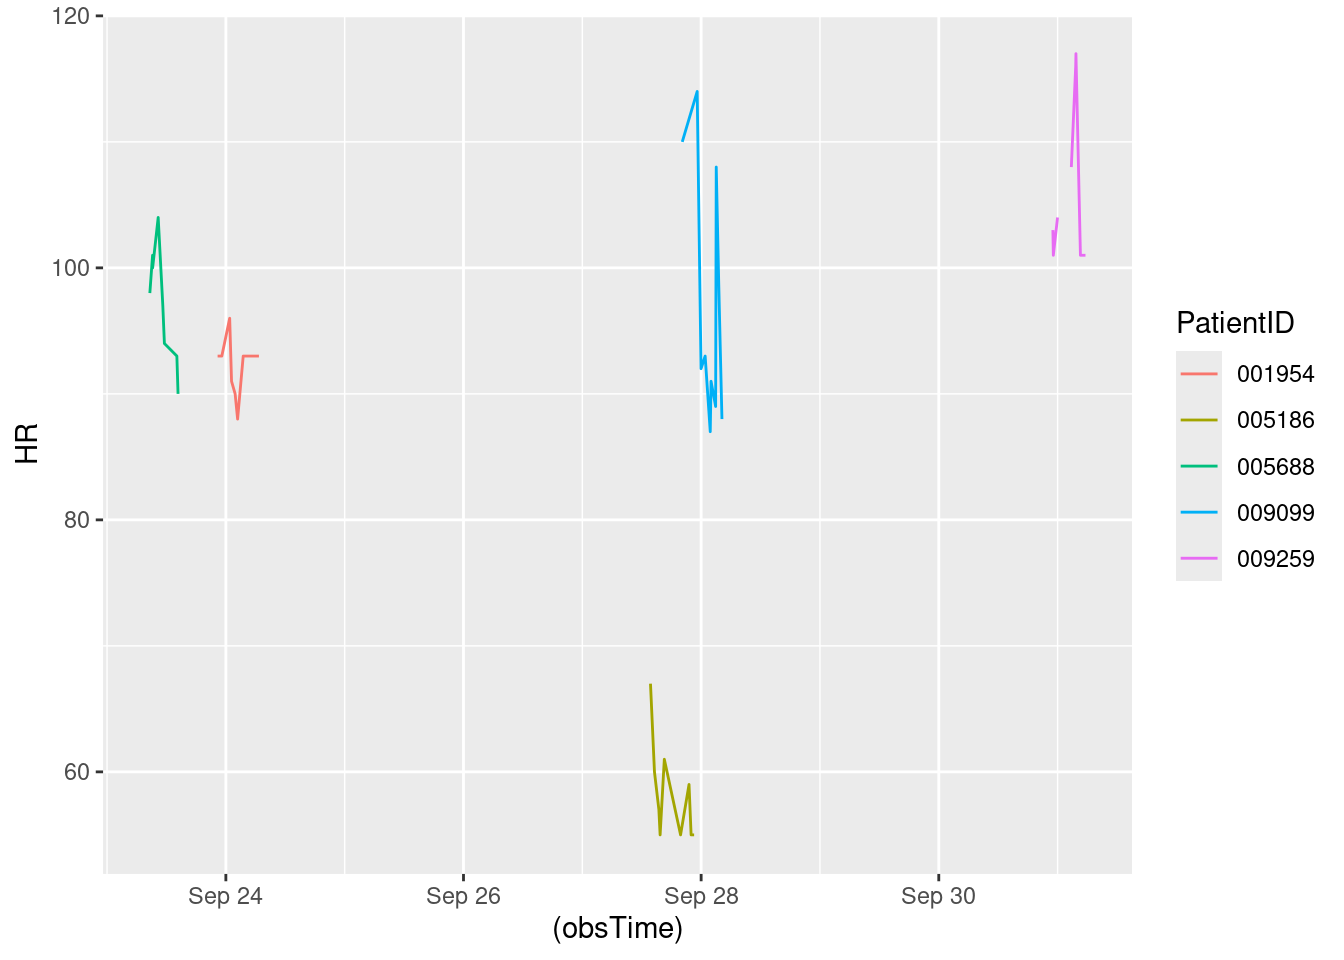 120
100
80
60
HR
Sep 24
Sep 26
Sep 28
Sep 30
(obsTime)
PatientID
001954
005186
005688
009099
009259